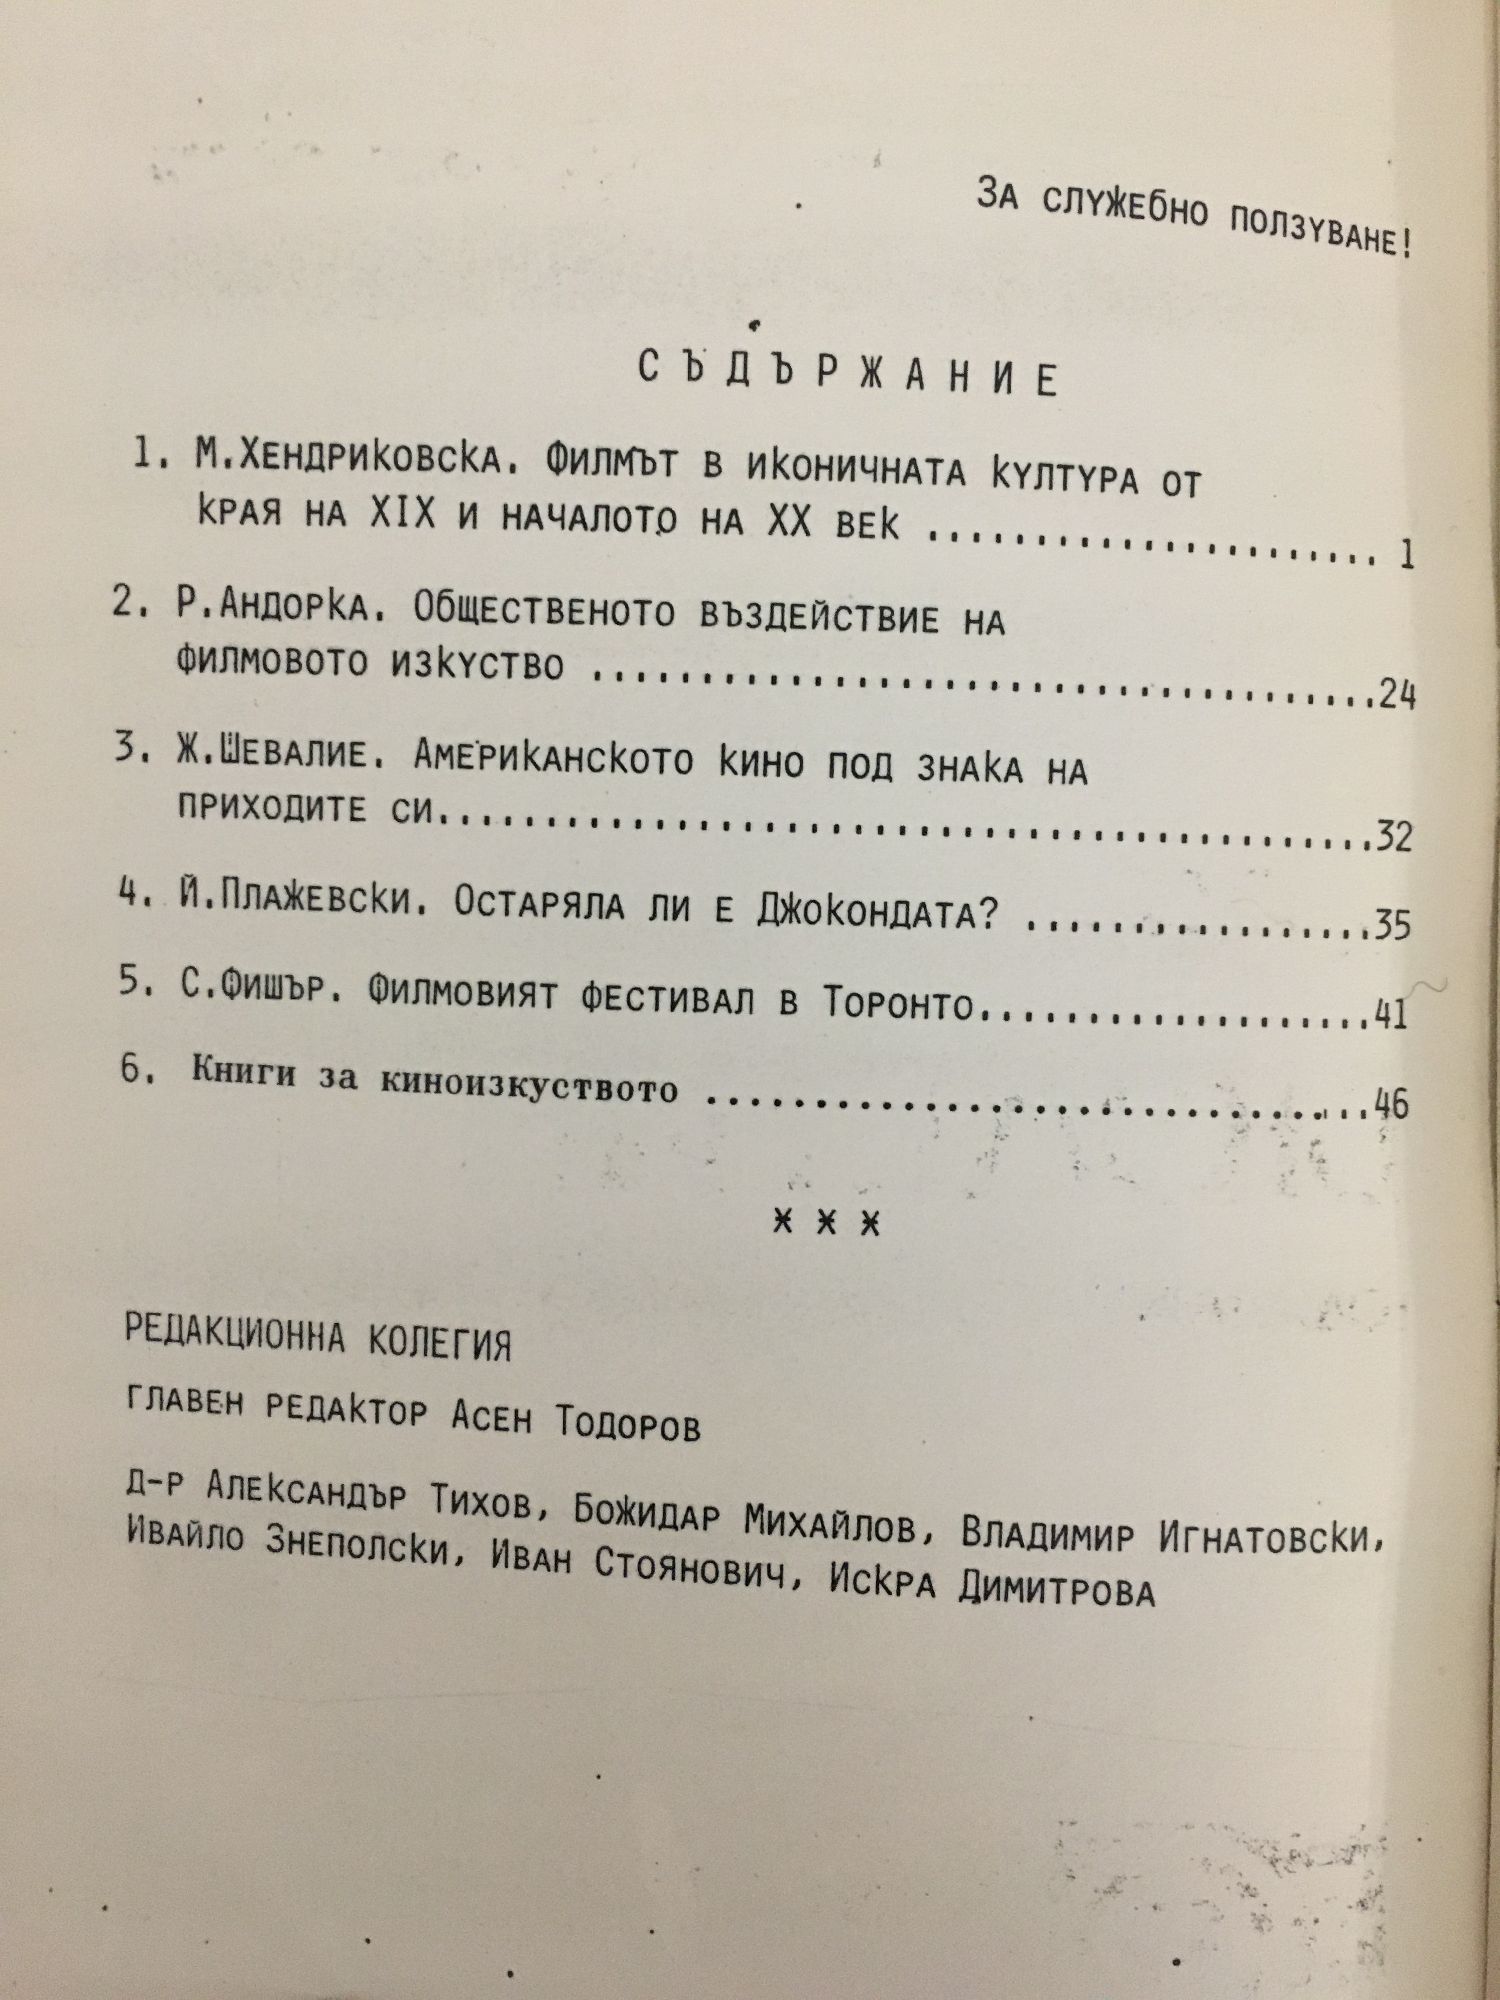 За служебно ползуване!
СЪДЪРЖАНИЕ
1. М.Хендриковска. Филмът в иконичната култура от
края на XIX и началото на XX век ..................... 1
2. Р.Андорка. Общественото въздействие на
филмовото изкуство .....................................24
3. Ж.Шевалие. Американското кино под знака на
приходите си............................................32
4. Й.Плажевски. Остаряла ли е Джокондата? ................35
5. С.Фишър. Филмовият фестивал в Торонто..................41
6. Книги за киноизкуството ...............................46
* * *
РЕДАКЦИОННА КОЛЕГИЯ
главен редактор Асен Тодоров
д-р Александър Тихов, Божидар Михайлов, Владимир Игнатовски,
Ивайло Знеполски, Иван Стоянович, Искра Димитрова